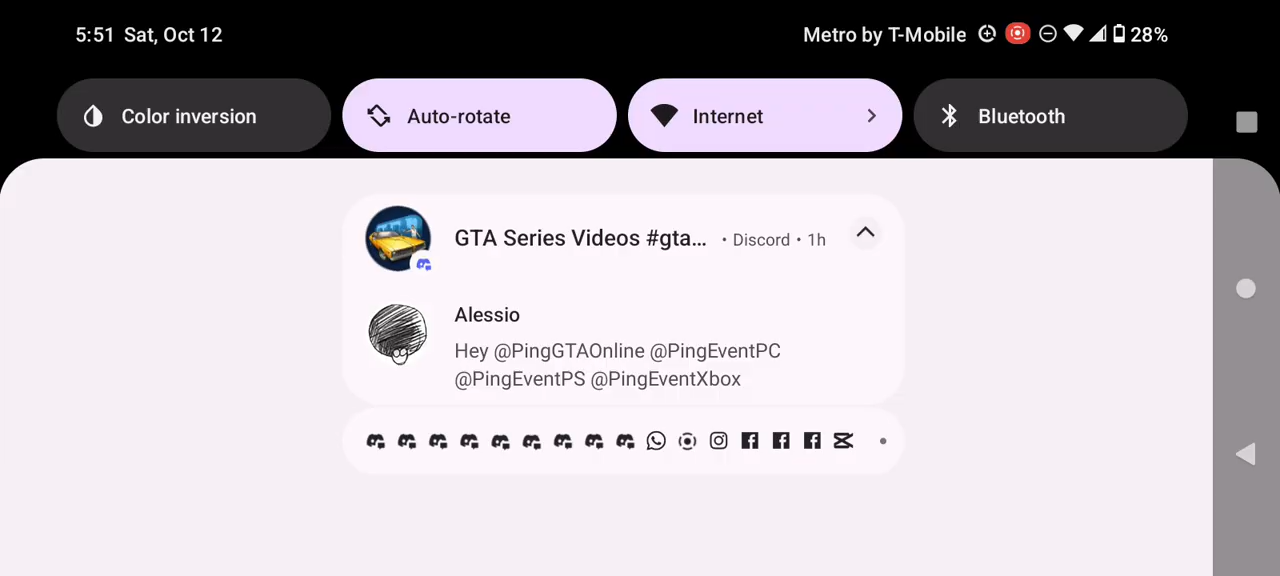 5:51 Sat, Oct 12
Metro by T-Mobile 28%
Color inversion
Auto-rotate
Internet
Bluetooth
GTA Series Videos #gta... • Discord • 1h
Alessio
Hey @PingGTAOnline @PingEventPC
@PingEventPS @PingEventXbox